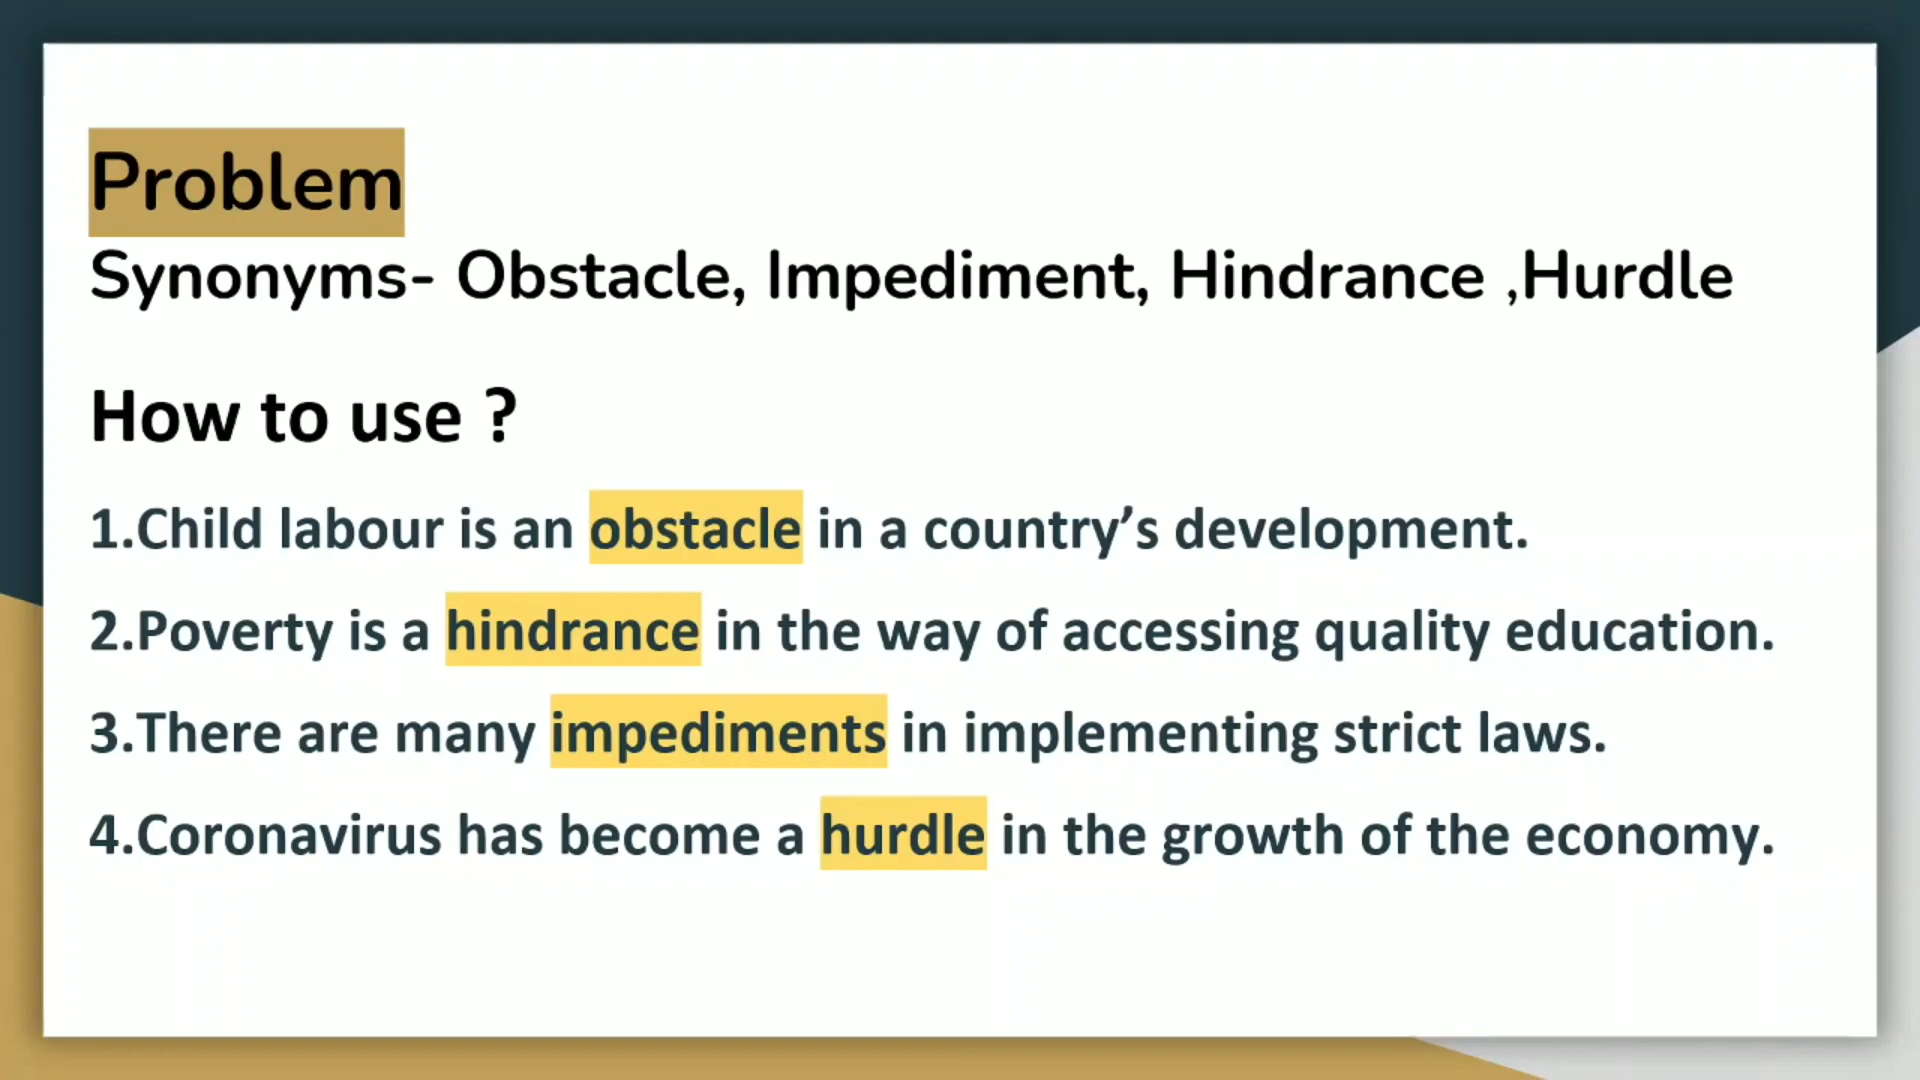 Problem
Synonyms- Obstacle, Impediment, Hindrance ,Hurdle
How to use ?
1.Child labour is an obstacle in a country’s development.
2.Poverty is a hindrance in the way of accessing quality education.
3.There are many impediments in implementing strict laws.
4.Coronavirus has become a hurdle in the growth of the economy.